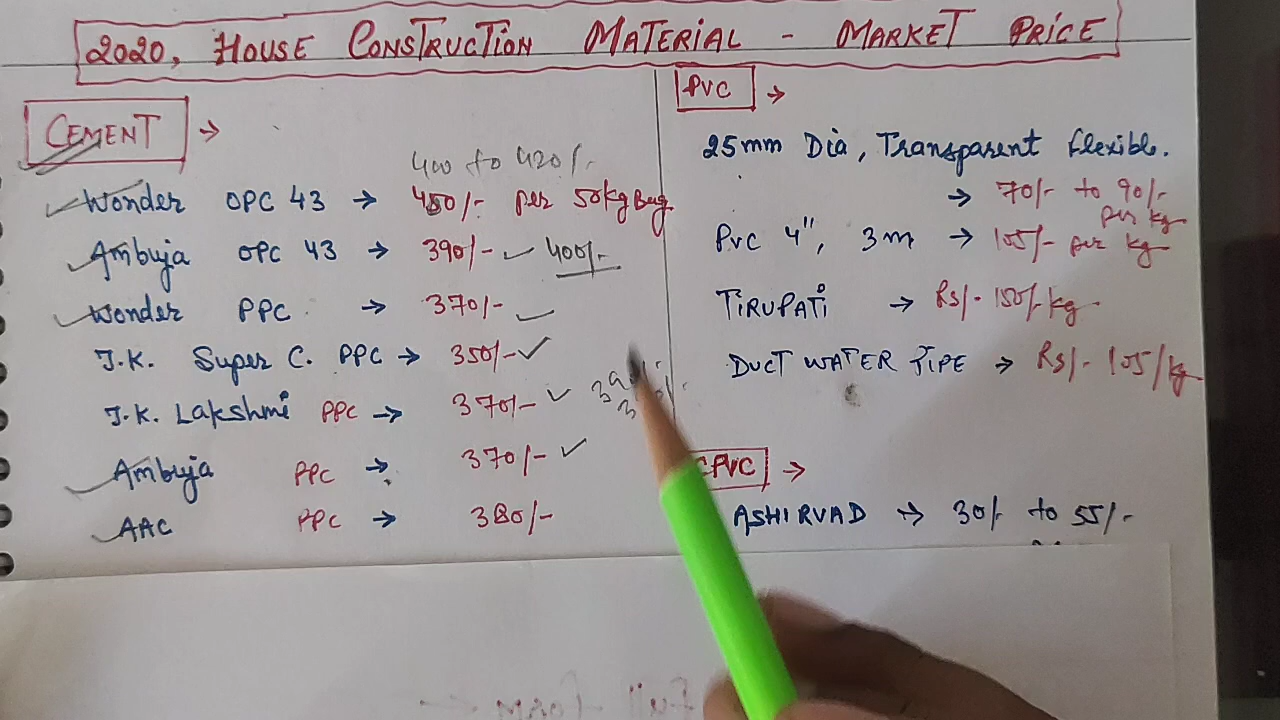 2020, HOUSE CONSTRUCTION MATERIAL - MARKET PRICE
CEMENT →
400 to 420/-
Wonder OPC 43 → 450/- per 50kg Bag
Ambuja OPC 43 → 390/- 400/-
Wonder PPC → 370/-
J.K. Super C. PPC → 350/-
J.K. Lakshmi PPC → 370/-
Ambuja PPC → 370/-
AAC PPC → 380/-
PVC →
25mm Dia, Transparent flexible.
→ 70/- to 90/-
per kg
PVC 4", 3m → 105/- per kg
TIRUPATI → Rs/- 150/kg
DUCT WATER PIPE → Rs/- 105/kg
CPVC →
ASHIRVAD → 30/- to 55/-